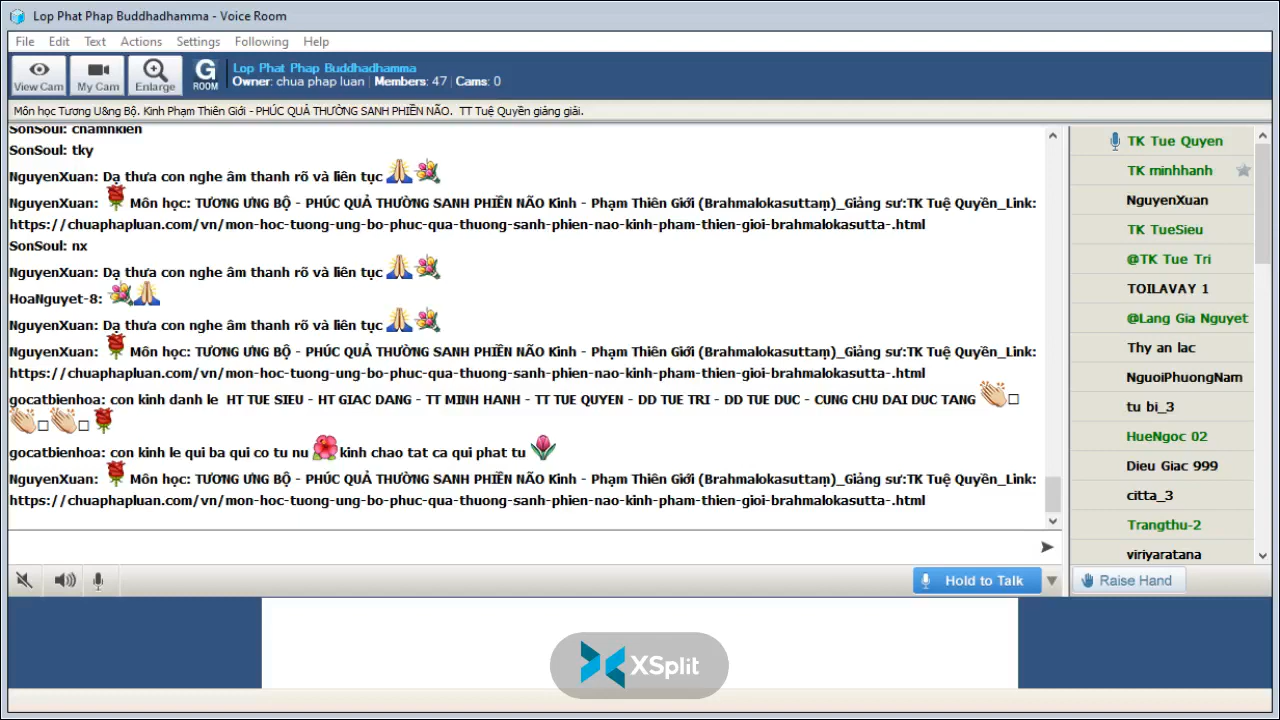 Lop Phat Phap Buddhadhamma - Voice Room
File Edit Text Actions Settings Following Help
View Cam My Cam Enlarge G ROOM
Lop Phat Phap Buddhadhamma
Owner: chua phap luan | Members: 47 | Cams: 0
Môn học Tương U&ng Bộ. Kinh Phạm Thiên Giới - PHÚC QUẢ THƯỜNG SANH PHIỀN NÃO. TT Tuệ Quyền giảng giải.
SonSoul: chamnkien
SonSoul: tky
NguyenXuan: Dạ thưa con nghe âm thanh rõ và liên tục
NguyenXuan: Môn học: TƯƠNG ƯNG BỘ - PHÚC QUẢ THƯỜNG SANH PHIỀN NÃO Kinh - Phạm Thiên Giới (Brahmalokasuttaṃ)_Giảng sư:TK Tuệ Quyền_Link:
https://chuaphapluan.com/vn/mon-hoc-tuong-ung-bo-phuc-qua-thuong-sanh-phien-nao-kinh-pham-thien-gioi-brahmalokasutta-.html
SonSoul: nx
NguyenXuan: Dạ thưa con nghe âm thanh rõ và liên tục
HoaNguyet-8:
NguyenXuan: Dạ thưa con nghe âm thanh rõ và liên tục
NguyenXuan: Môn học: TƯƠNG ƯNG BỘ - PHÚC QUẢ THƯỜNG SANH PHIỀN NÃO Kinh - Phạm Thiên Giới (Brahmalokasuttaṃ)_Giảng sư:TK Tuệ Quyền_Link:
https://chuaphapluan.com/vn/mon-hoc-tuong-ung-bo-phuc-qua-thuong-sanh-phien-nao-kinh-pham-thien-gioi-brahmalokasutta-.html
gocatbienhoa: con kinh danh le HT TUE SIEU - HT GIAC DANG - TT MINH HANH - TT TUE QUYEN - DD TUE TRI - DD TUE DUC - CUNG CHU DAI DUC TANG
gocatbienhoa: con kinh le qui ba qui co tu nu kinh chao tat ca qui phat tu
NguyenXuan: Môn học: TƯƠNG ƯNG BỘ - PHÚC QUẢ THƯỜNG SANH PHIỀN NÃO Kinh - Phạm Thiên Giới (Brahmalokasuttaṃ)_Giảng sư:TK Tuệ Quyền_Link:
https://chuaphapluan.com/vn/mon-hoc-tuong-ung-bo-phuc-qua-thuong-sanh-phien-nao-kinh-pham-thien-gioi-brahmalokasutta-.html
TK Tue Quyen
TK minhhanh
NguyenXuan
TK TueSieu
@TK Tue Tri
TOILAVAY 1
@Lang Gia Nguyet
Thy an lac
NguoiPhuongNam
tu bi_3
HueNgoc 02
Dieu Giac 999
citta_3
Trangthu-2
viriyaratana
Hold to Talk
Raise Hand
XSplit